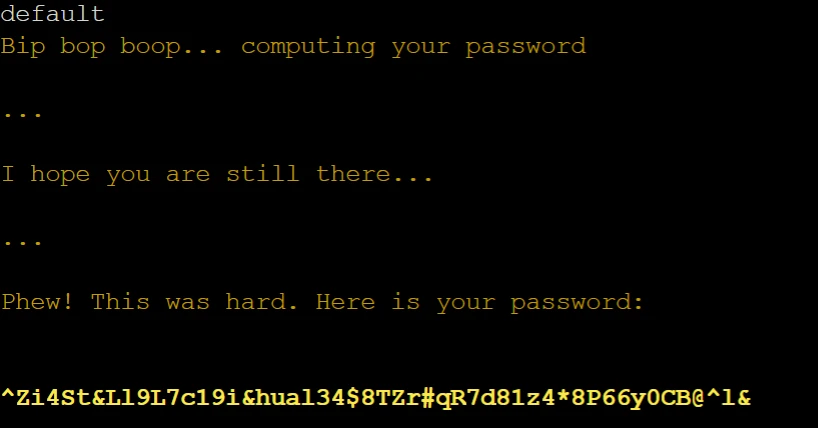 default
Bip bop boop... computing your password
...
I hope you are still there...
...
Phew! This was hard. Here is your password:
^Zi4St&Ll9L7c19i&hual34$8TZr#qR7d81z4*8P66y0CB@^l&